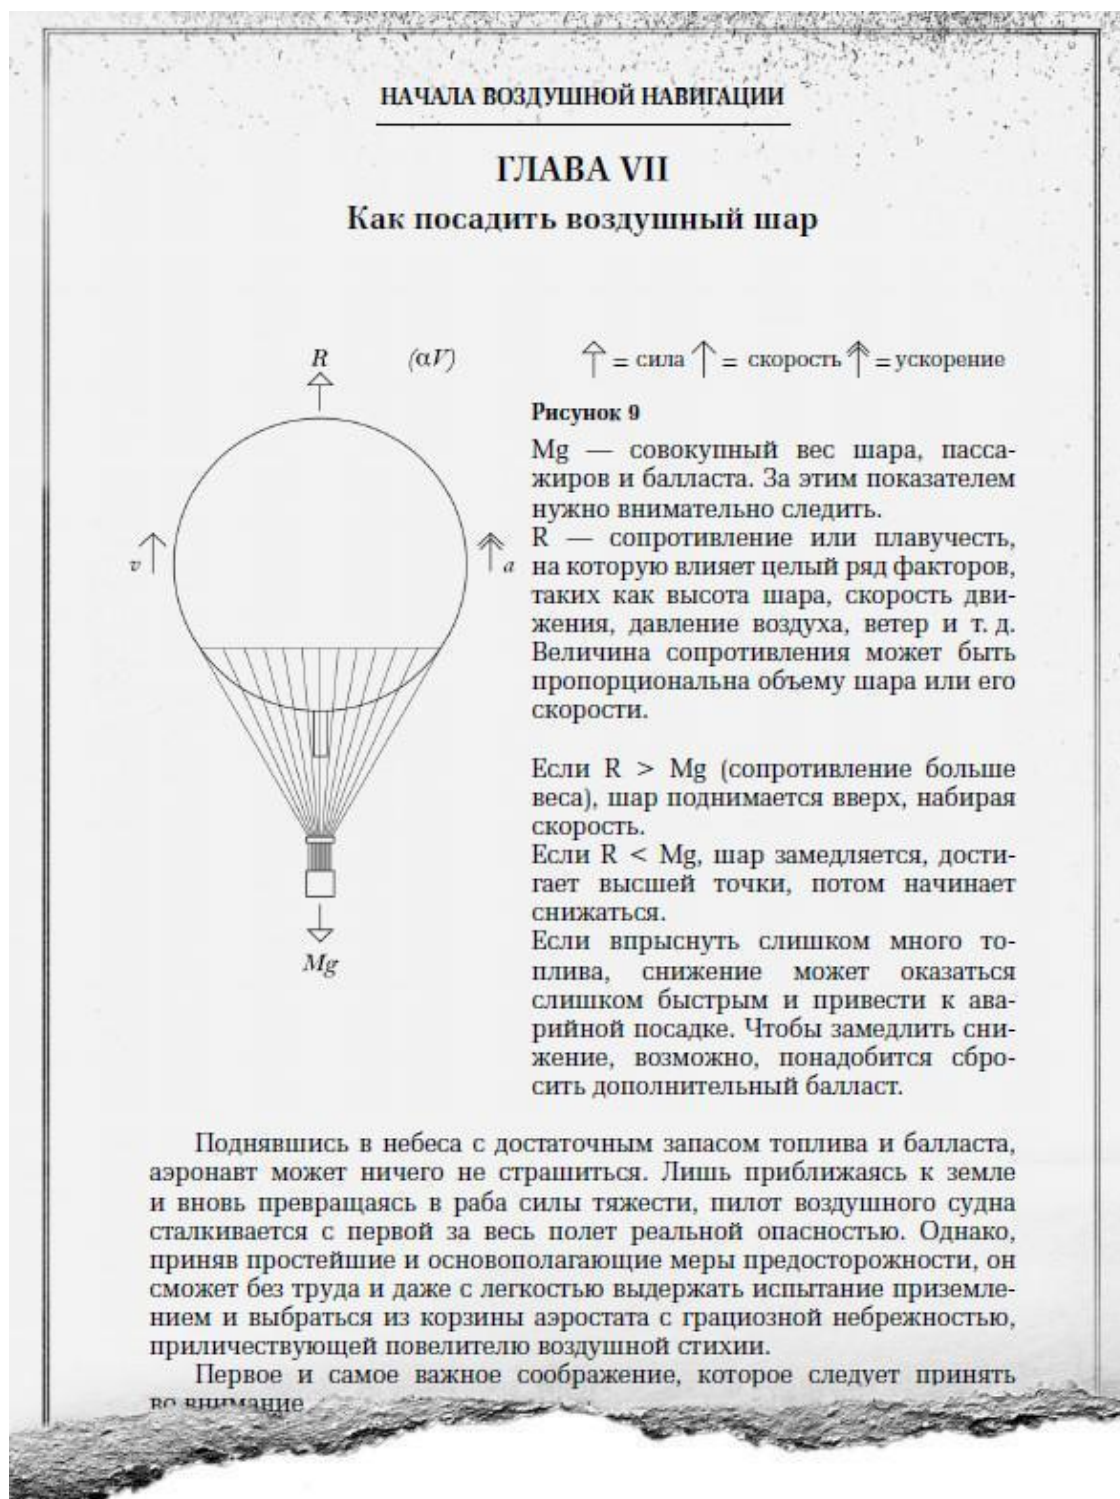 НАЧАЛА ВОЗДУШНОЙ НАВИГАЦИИ
ГЛАВА VII
Как посадить воздушный шар
R (αV)
= сила = скорость = ускорение
Рисунок 9
v
a
Mg
Mg — совокупный вес шара, пасса-
жиров и балласта. За этим показателем
нужно внимательно следить.
R — сопротивление или плавучесть,
на которую влияет целый ряд факторов,
таких как высота шара, скорость дви-
жения, давление воздуха, ветер и т. д.
Величина сопротивления может быть
пропорциональна объему шара или его
скорости.
Если R > Mg (сопротивление больше
веса), шар поднимается вверх, набирая
скорость.
Если R < Mg, шар замедляется, дости-
гает высшей точки, потом начинает
снижаться.
Если впрыснуть слишком много то-
плива, снижение может оказаться
слишком быстрым и привести к ава-
рийной посадке. Чтобы замедлить сни-
жение, возможно, понадобится сбро-
сить дополнительный балласт.
Поднявшись в небеса с достаточным запасом топлива и балласта,
аэронавт может ничего не страшиться. Лишь приближаясь к земле
и вновь превращаясь в раба силы тяжести, пилот воздушного судна
сталкивается с первой за весь полет реальной опасностью. Однако,
приняв простейшие и основополагающие меры предосторожности, он
сможет без труда и даже с легкостью выдержать испытание приземле-
нием и выбраться из корзины аэростата с грациозной небрежностью,
приличествующей повелителю воздушной стихии.
Первое и самое важное соображение, которое следует принять
во внимание